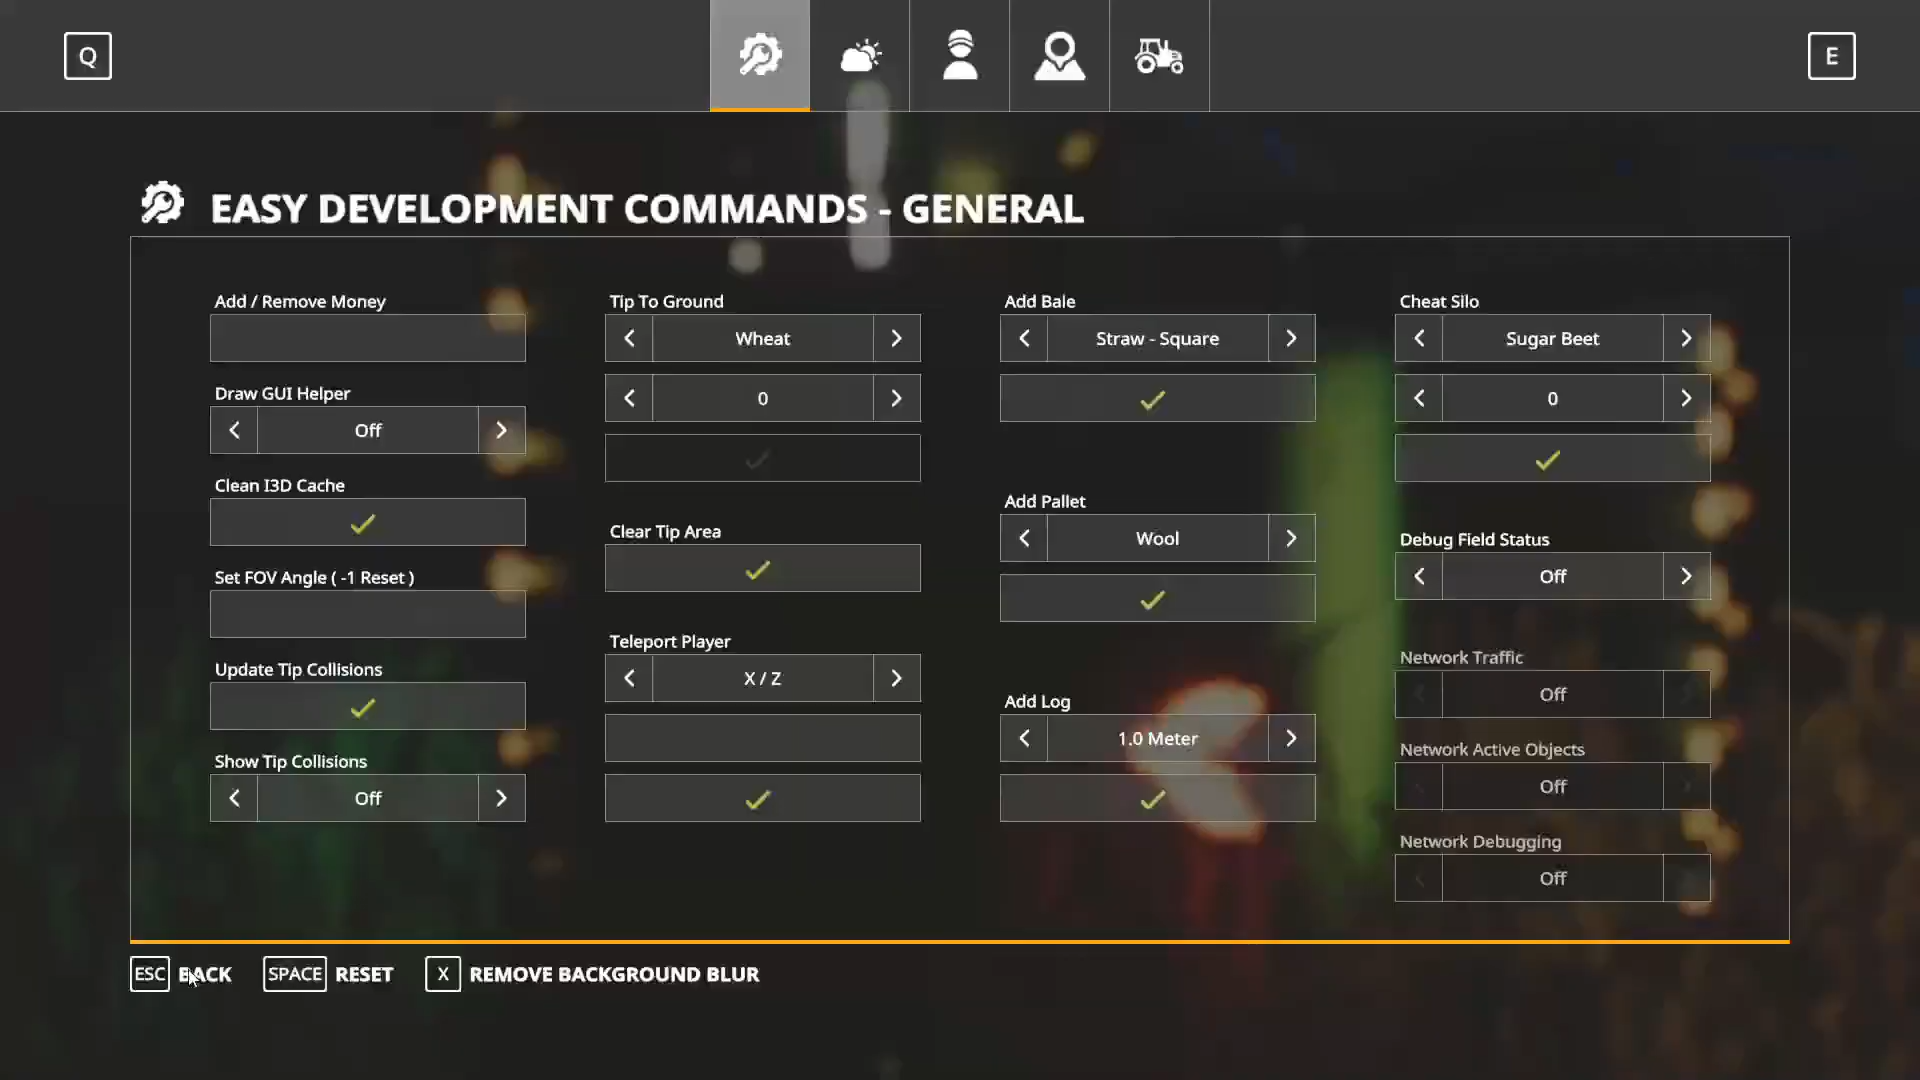 Q
E
EASY DEVELOPMENT COMMANDS - GENERAL
Add / Remove Money
Draw GUI Helper
Off
Clean I3D Cache
Set FOV Angle ( -1 Reset )
Update Tip Collisions
Show Tip Collisions
Off
Tip To Ground
Wheat
0
Clear Tip Area
Teleport Player
X / Z
Add Bale
Straw - Square
Add Pallet
Wool
Add Log
1.0 Meter
Cheat Silo
Sugar Beet
0
Debug Field Status
Off
Network Traffic
Off
Network Active Objects
Off
Network Debugging
Off
ESC BACK SPACE RESET X REMOVE BACKGROUND BLUR